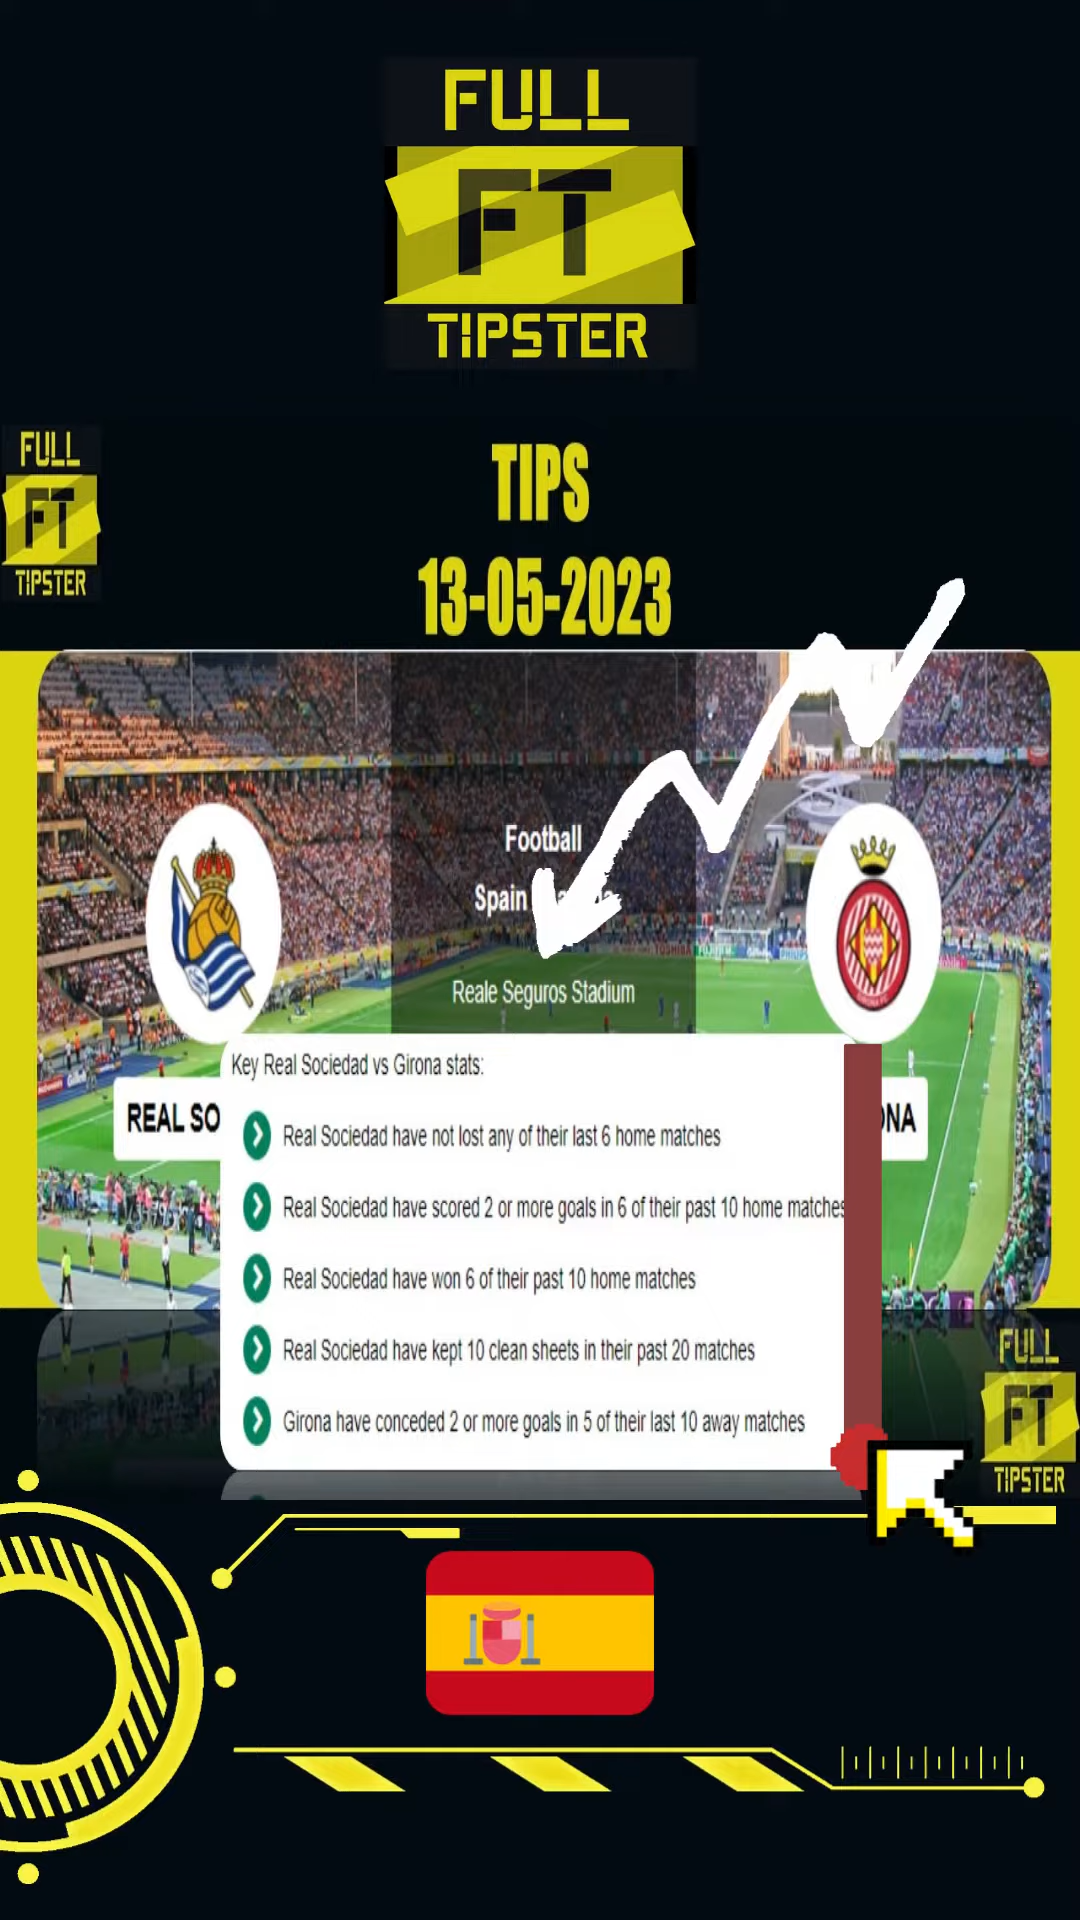 FULL
FT
TIPSTER
FULL
FT
TIPSTER
TIPS
13-05-2023
Football
Spain
Reale Seguros Stadium
Key Real Sociedad vs Girona stats:
REAL SO
ONA
Real Sociedad have not lost any of their last 6 home matches
Real Sociedad have scored 2 or more goals in 6 of their past 10 home matches
Real Sociedad have won 6 of their past 10 home matches
Real Sociedad have kept 10 clean sheets in their past 20 matches
Girona have conceded 2 or more goals in 5 of their last 10 away matches
FULL
FT
TIPSTER